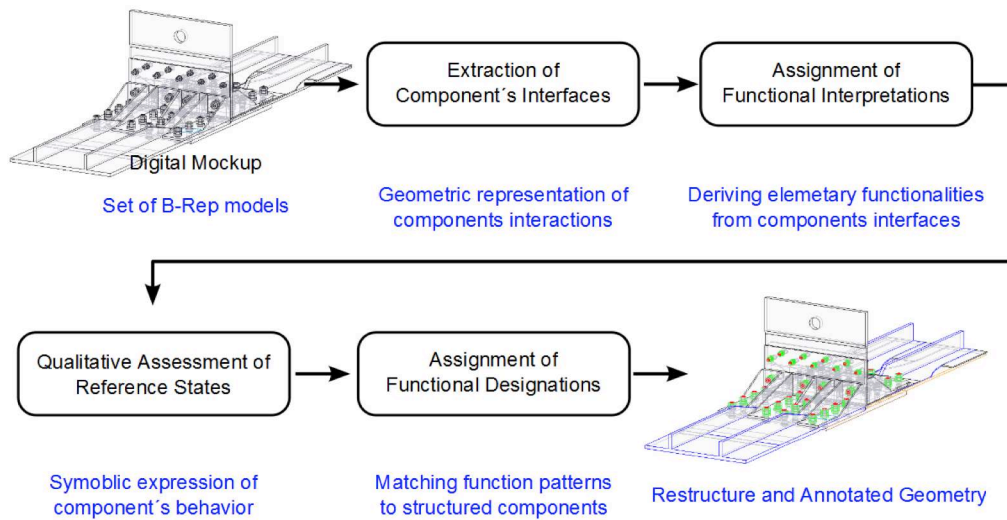 Extraction of
Component´s Interfaces
Assignment of
Functional Interpretations
Digital Mockup
Set of B-Rep models
Geometric representation of
components interactions
Deriving elemetary functionalities
from components interfaces
Qualitative Assessment of
Reference States
Assignment of
Functional Designations
Symoblic expression of
component´s behavior
Matching function patterns
to structured components
Restructure and Annotated Geometry